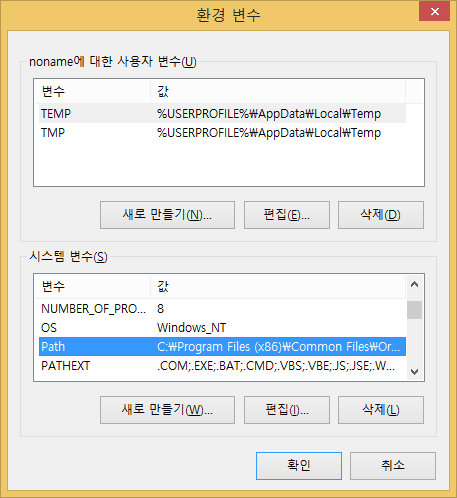 환경 변수
noname에 대한 사용자 변수(U)
변수 값
TEMP %USERPROFILE%₩AppData₩Local₩Temp
TMP %USERPROFILE%₩AppData₩Local₩Temp
새로 만들기(N)... 편집(E)... 삭제(D)
시스템 변수(S)
변수 값
NUMBER_OF_PRO... 8
OS Windows_NT
Path C:₩Program Files (x86)₩Common Files₩Or...
PATHEXT .COM;.EXE;.BAT;.CMD;.VBS;.VBE;.JS;.JSE;.W...
새로 만들기(W)... 편집(I)... 삭제(L)
확인 취소